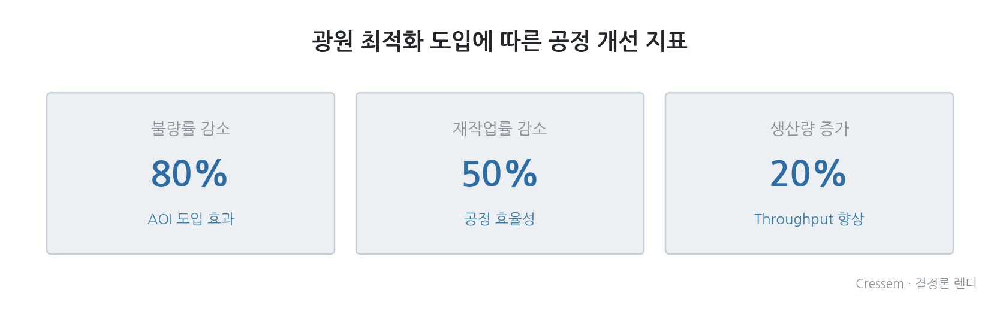 광원 최적화 도입에 따른 공정 개선 지표
불량률 감소
80%
AOI 도입 효과
재작업률 감소
50%
공정 효율성
생산량 증가
20%
Throughput 향상
Cressem · 결정론 렌더